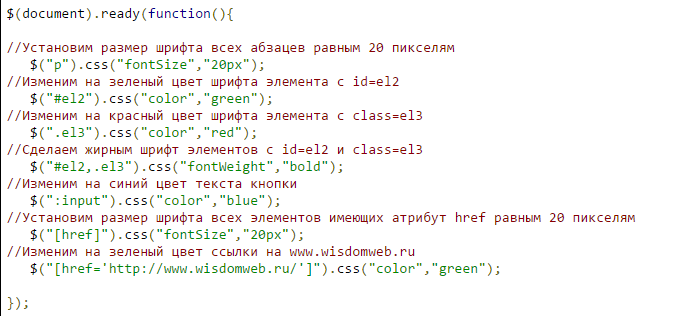 $(document).ready(function(){
//Установим размер шрифта всех абзацев равным 20 пикселям
$("p").css("fontSize","20px");
//Изменим на зеленый цвет шрифта элемента с id=el2
$("#el2").css("color","green");
//Изменим на красный цвет шрифта элемента с class=el3
$(".el3").css("color","red");
//Сделаем жирным шрифт элементов с id=el2 и class=el3
$("#el2,.el3").css("fontWeight","bold");
//Изменим на синий цвет текста кнопки
$(":input").css("color","blue");
//Установим размер шрифта всех элементов имеющих атрибут href равным 20 пикселям
$("[href]").css("fontSize","20px");
//Изменим на зеленый цвет ссылки на www.wisdomweb.ru
$("[href='http://www.wisdomweb.ru/']").css("color","green");
});